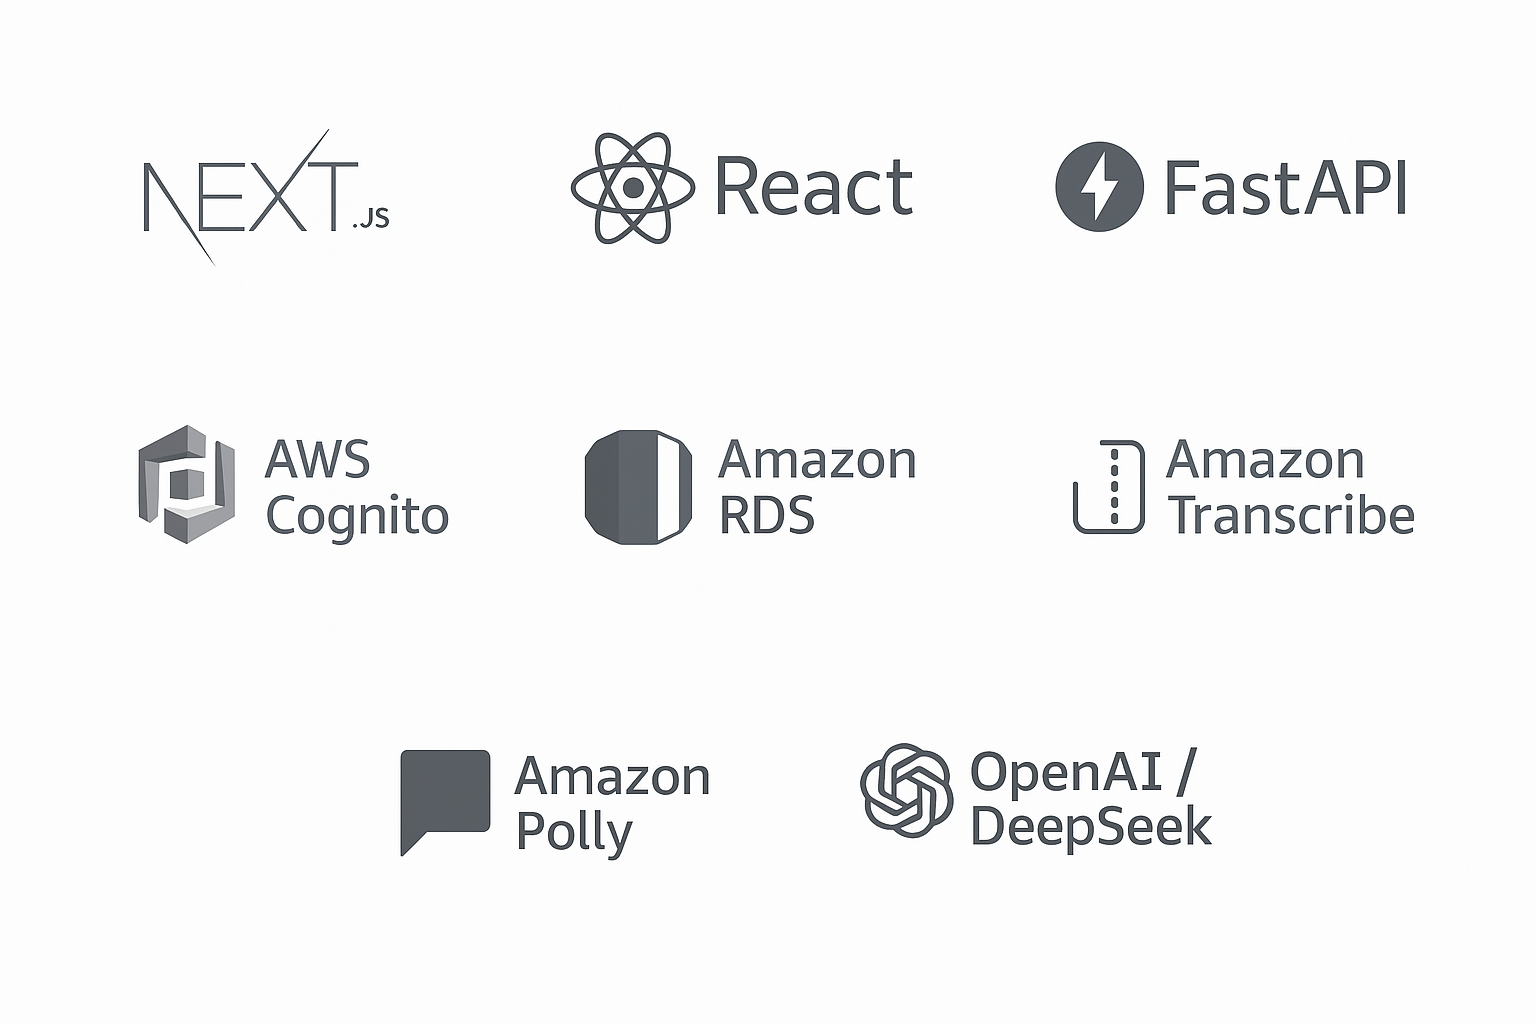 NEXT.JS
React
FastAPI
AWS
Cognito
Amazon
RDS
Amazon
Transcribe
Amazon
Polly
OpenAI /
DeepSeek